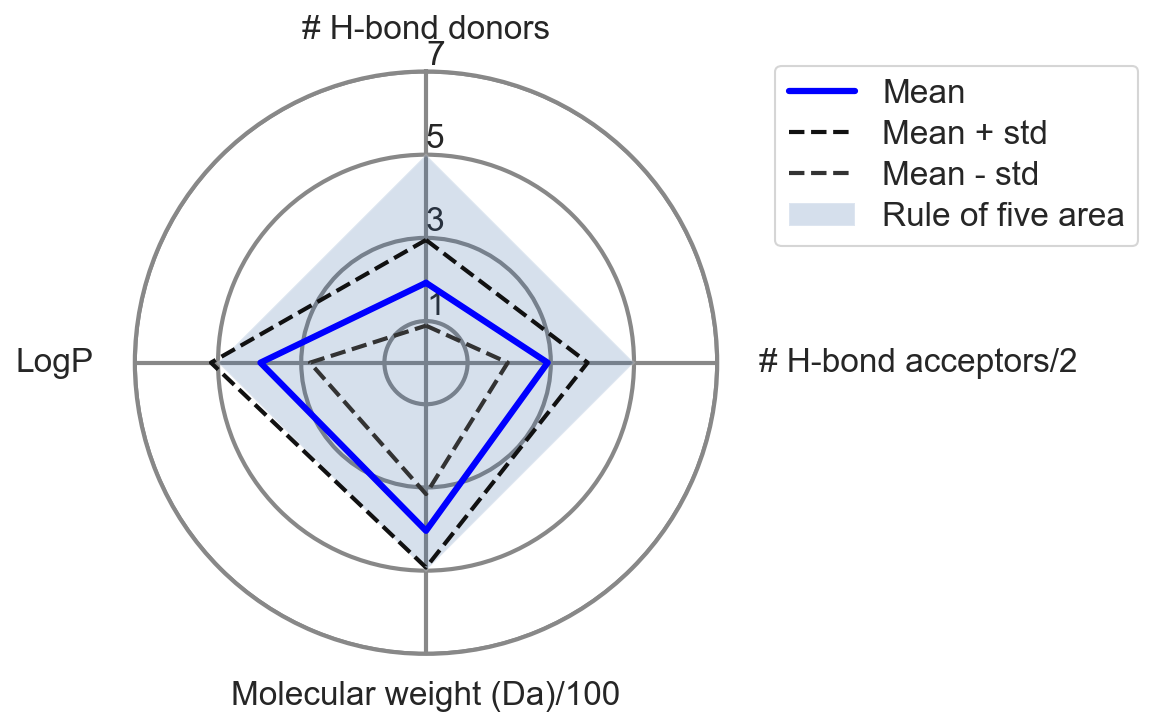 # H-bond donors
7
5
3
1
LogP
# H-bond acceptors/2
Molecular weight (Da)/100
Mean
Mean + std
Mean - std
Rule of five area